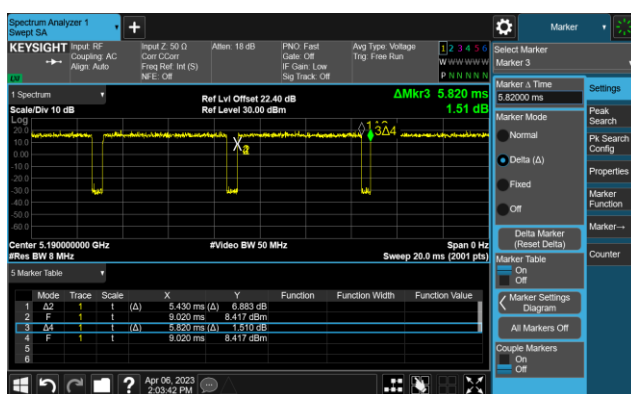 Spectrum Analyzer 1
Swept SA
Marker
KEYSIGHT
Input: RF
Coupling: AC
Align: Auto
Input Z: 50 Ω
Corr CCorr
Freq Ref: Int (S)
NFE: Off
Atten: 18 dB
PNO: Fast
Gate: Off
IF Gain: Low
Sig Track: Off
Avg Type: Voltage
Trig: Free Run
1 2 3 4 5 6
W W W W W W
P N N N N N
LXI
Select Marker
Marker 3
1 Spectrum
Scale/Div 10 dB
Ref Lvl Offset 22.40 dB
Ref Level 30.00 dBm
ΔMkr3 5.820 ms
1.51 dB
Log
20.0
10.0
0.00
-10.0
-20.0
-30.0
-40.0
-50.0
-60.0
3Δ4
Center 5.190000000 GHz
#Res BW 8 MHz
#Video BW 50 MHz
Span 0 Hz
Sweep 20.0 ms (2001 pts)
5 Marker Table
Mode Trace Scale X Y Function Function Width Function Value
1 Δ2 1 t (Δ) 5.430 ms (Δ) 6.883 dB
2 F 1 t 9.020 ms 8.417 dBm
3 Δ4 1 t (Δ) 5.820 ms (Δ) 1.510 dB
4 F 1 t 9.020 ms 8.417 dBm
5
6
Apr 06, 2023
2:03:42 PM
Marker Δ Time
5.82000 ms
Marker Mode
Normal
Delta (Δ)
Fixed
Off
Delta Marker
(Reset Delta)
Marker Table
On
Off
Marker Settings
Diagram
All Markers Off
Couple Markers
On
Off
Settings
Peak
Search
Pk Search
Config
Properties
Marker
Function
Marker→
Counter